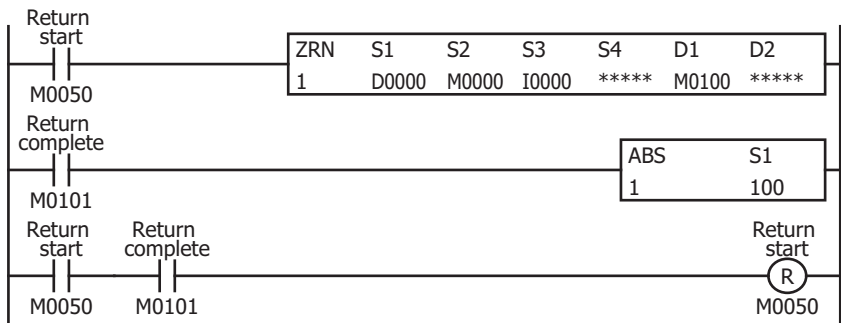 Return
start
ZRN S1 S2 S3 S4 D1 D2
1 D0000 M0000 I0000 ***** M0100 *****
M0050
Return
complete
ABS S1
1 100
M0101
Return Return Return
start complete start
R
M0050 M0101 M0050